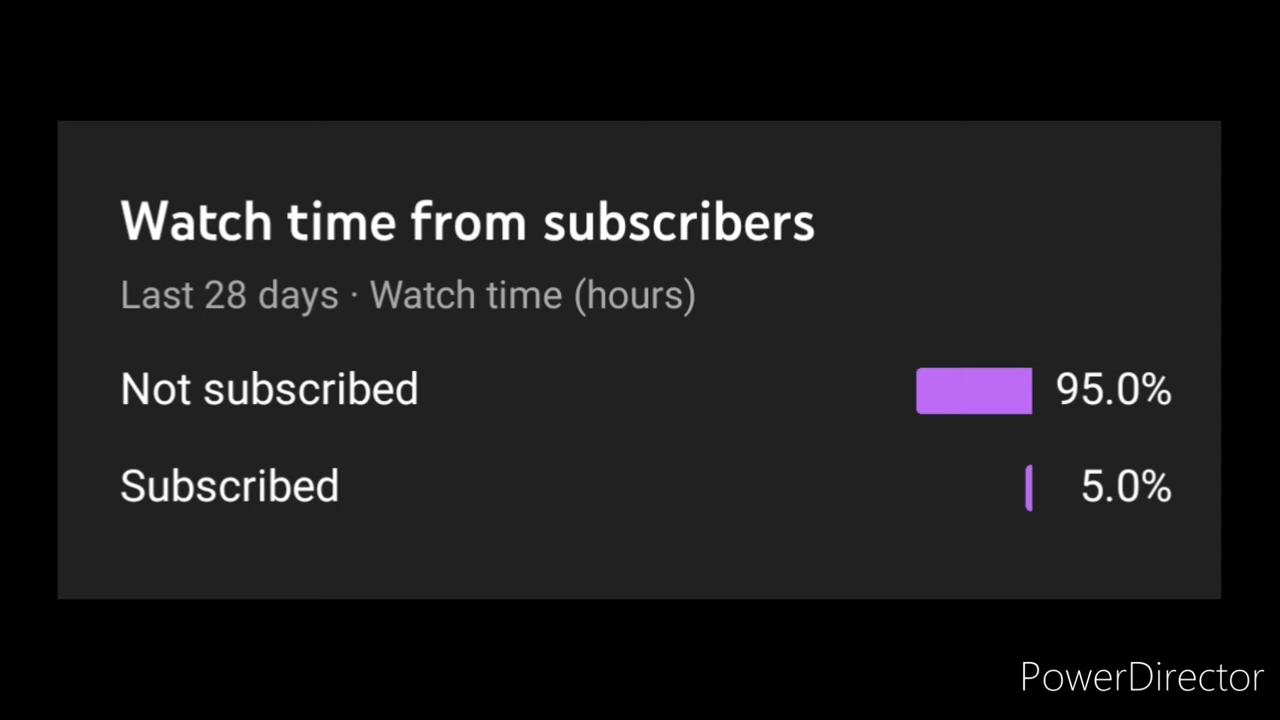 Watch time from subscribers
Last 28 days · Watch time (hours)
Not subscribed 95.0%
Subscribed 5.0%
PowerDirector